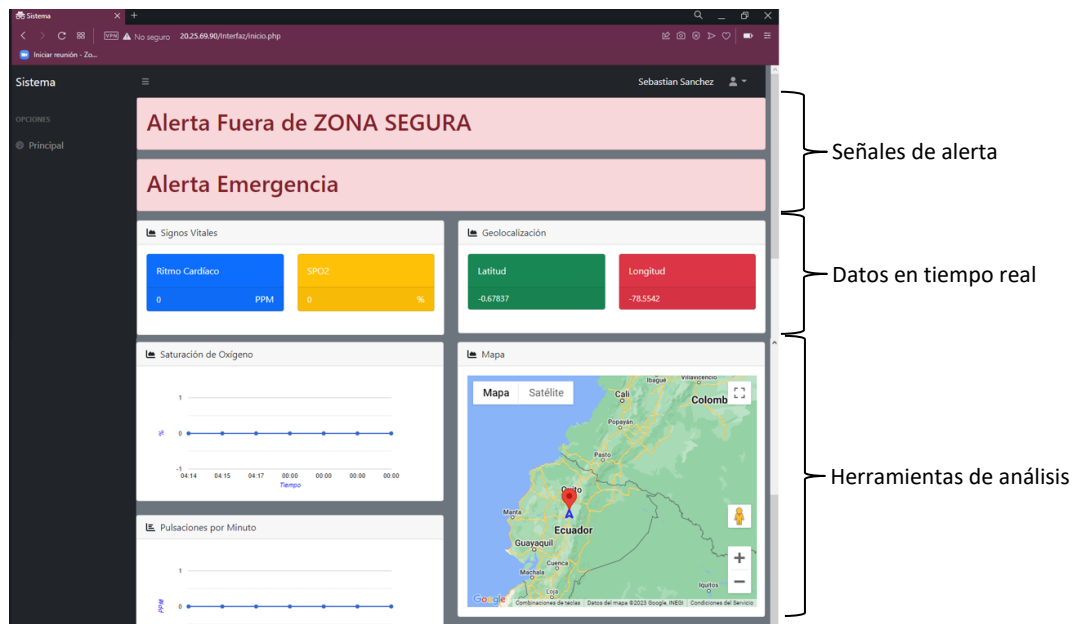 Sistema
VPN No seguro 20.25.69.90/Interfaz/inicio.php
Iniciar reunión - Zo...
Sistema
Sebastian Sanchez
OPCIONES
Principal
Alerta Fuera de ZONA SEGURA
Alerta Emergencia
Señales de alerta
Signos Vitales
Ritmo Cardíaco
0 PPM
SPO2
0 %
Geolocalización
Latitud
-0.67837
Longitud
-78.5542
Datos en tiempo real
Saturación de Oxígeno
%
1
0
-1
04:14 04:15 04:17 00:00 00:00 00:00 00:00
Tiempo
Pulsaciones por Minuto
PPM
1
0
Mapa
Mapa Satélite
Ibagué
Villavicencio
Cali
Colomb
Popayán
Pasto
Quito
A
Manta
Ecuador
Guayaquil
Cuenca
Machala
Loja
Iquitos
Google
Combinaciones de teclas
Datos del mapa ©2023 Google, INEGI
Condiciones del Servicio
Herramientas de análisis